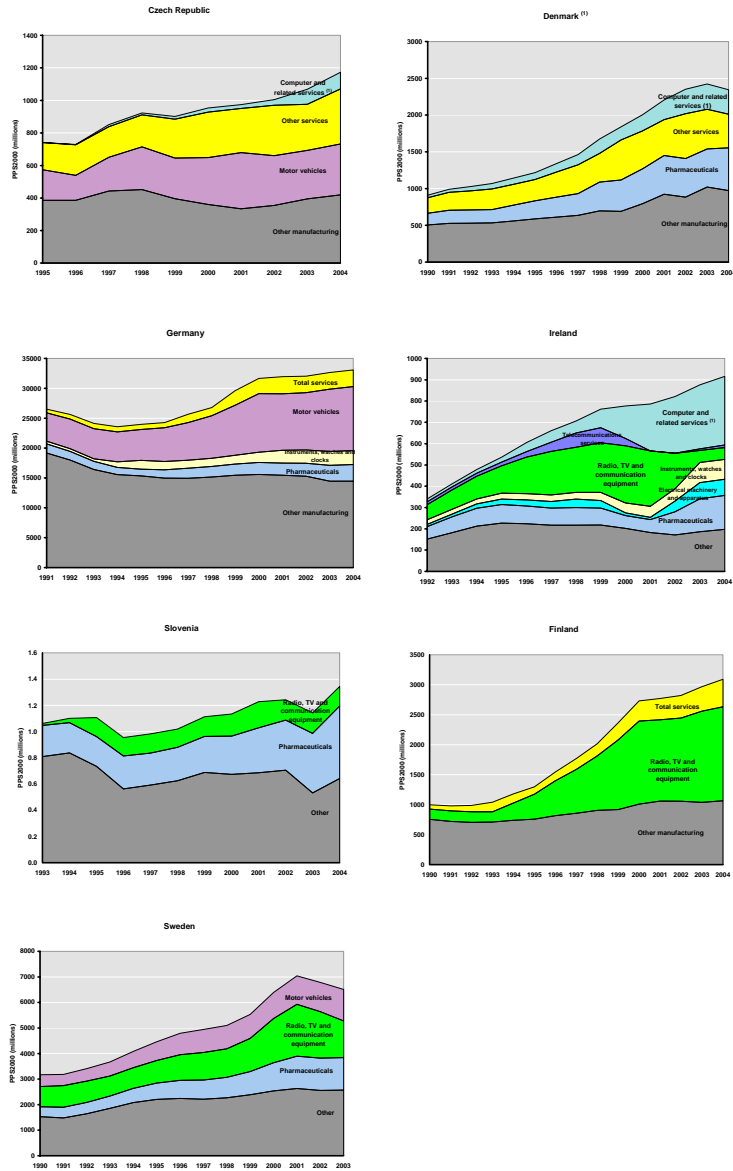 Czech Republic
PPS2000 (millions)
1400
1200
1000
800
600
400
200
0
Computer and
related services (1)
Other services
Motor vehicles
Other manufacturing
1995 1996 1997 1998 1999 2000 2001 2002 2003 2004
Denmark (1)
PPS2000 (millions)
3000
2500
2000
1500
1000
500
0
Computer and related
services (1)
Other services
Pharmaceuticals
Other manufacturing
1990 1991 1992 1993 1994 1995 1996 1997 1998 1999 2000 2001 2002 2003 2004
Germany
PPS2000 (millions)
35000
30000
25000
20000
15000
10000
5000
0
Total services
Motor vehicles
Instruments, watches and
clocks
Pharmaceuticals
Other manufacturing
1991 1992 1993 1994 1995 1996 1997 1998 1999 2000 2001 2002 2003 2004
Ireland
PPS2000 (millions)
1000
900
800
700
600
500
400
300
200
100
0
Computer and
related services (1)
Telecommunications
services
Radio, TV and
communication
equipment
Instruments, watches
and clocks
Electrical machinery
and apparatus
Pharmaceuticals
Other
1992 1993 1994 1995 1996 1997 1998 1999 2000 2001 2002 2003 2004
Slovenia
PPS2000 (millions)
1.6
1.4
1.2
1.0
0.8
0.6
0.4
0.2
0.0
Radio, TV and
communication
equipment
Pharmaceuticals
Other
1993 1994 1995 1996 1997 1998 1999 2000 2001 2002 2003 2004
Finland
PPS2000 (millions)
3500
3000
2500
2000
1500
1000
500
0
Total services
Radio, TV and
communication
equipment
Other manufacturing
1990 1991 1992 1993 1994 1995 1996 1997 1998 1999 2000 2001 2002 2003 2004
Sweden
PPS2000 (millions)
8000
7000
6000
5000
4000
3000
2000
1000
0
Motor vehicles
Radio, TV and
communication
equipment
Pharmaceuticals
Other
1990 1991 1992 1993 1994 1995 1996 1997 1998 1999 2000 2001 2002 2003